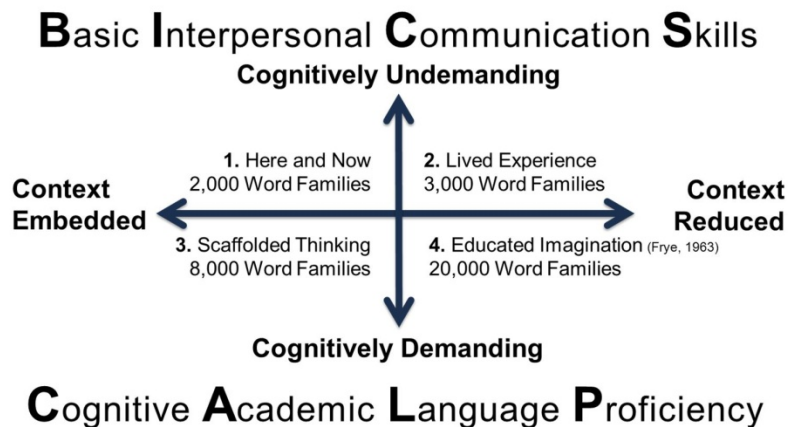 Basic Interpersonal Communication Skills
Cognitively Undemanding
1. Here and Now
2,000 Word Families
2. Lived Experience
3,000 Word Families
Context
Embedded
Context
Reduced
3. Scaffolded Thinking
8,000 Word Families
4. Educated Imagination (Frye, 1963)
20,000 Word Families
Cognitively Demanding
Cognitive Academic Language Proficiency